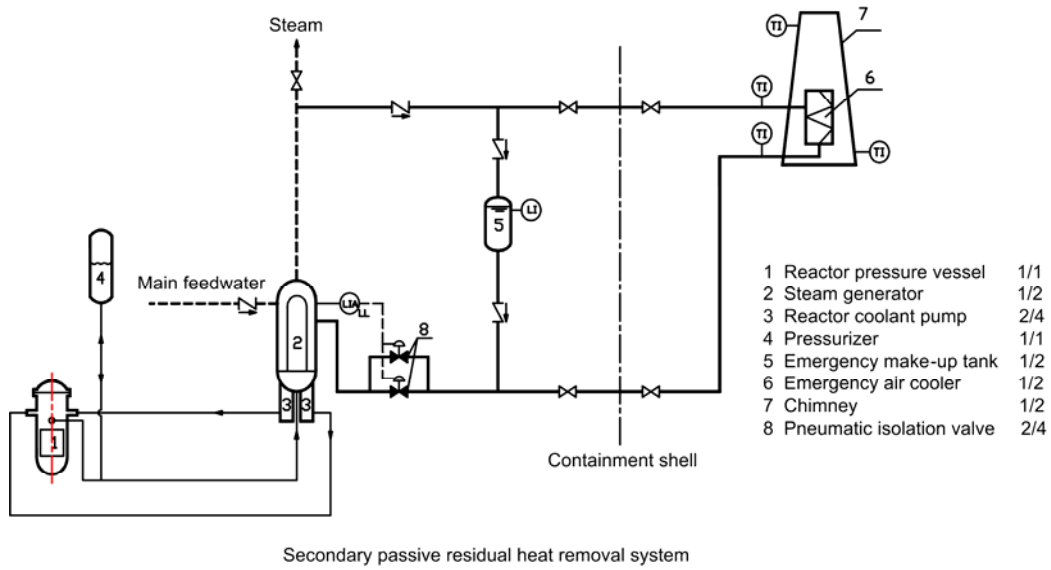 Steam
TI
7
TI
TI
6
TI
LI
5
4
Main feedwater
LIA
LL
8
2
3
3
1
1 Reactor pressure vessel 1/1
2 Steam generator 1/2
3 Reactor coolant pump 2/4
4 Pressurizer 1/1
5 Emergency make-up tank 1/2
6 Emergency air cooler 1/2
7 Chimney 1/2
8 Pneumatic isolation valve 2/4
Containment shell
Secondary passive residual heat removal system